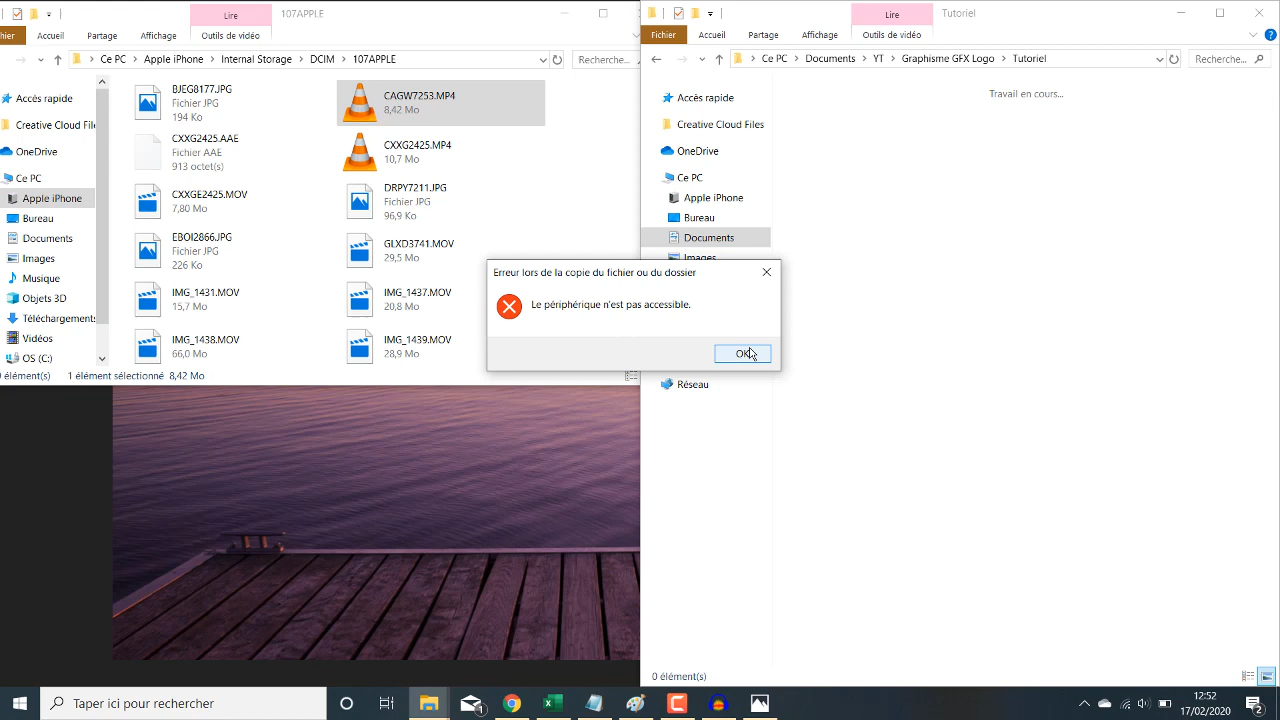 Lire
107APPLE
hier
Accueil
Partage
Affichage
Outils de vidéo
Ce PC > Apple iPhone > Internal Storage > DCIM > 107APPLE
Recherche...
Accès rapide
Creative Cloud File
OneDrive
Ce PC
Apple iPhone
Bureau
Documents
Images
Musique
Objets 3D
Téléchargements
Vidéos
OS (C:)
BJEG8177.JPG
Fichier JPG
194 Ko
CAGW7253.MP4
8,42 Mo
CXXG2425.AAE
Fichier AAE
913 octet(s)
CXXG2425.MP4
10,7 Mo
CXXGE2425.MOV
7,80 Mo
DRPY7211.JPG
Fichier JPG
96,9 Ko
EBOI2866.JPG
Fichier JPG
226 Ko
GLXD3741.MOV
29,5 Mo
IMG_1431.MOV
15,7 Mo
IMG_1437.MOV
20,8 Mo
IMG_1438.MOV
66,0 Mo
IMG_1439.MOV
28,9 Mo
élément(s)
1 élément sélectionné 8,42 Mo
Lire
Tutoriel
Fichier
Accueil
Partage
Affichage
Outils de vidéo
Ce PC > Documents > YT > Graphisme GFX Logo > Tutoriel
Recherche...
Accès rapide
Creative Cloud Files
OneDrive
Ce PC
Apple iPhone
Bureau
Documents
Images
Réseau
Travail en cours...
0 élément(s)
Erreur lors de la copie du fichier ou du dossier
Le périphérique n'est pas accessible.
OK
Taper ici pour rechercher
12:52
17/02/2020
2